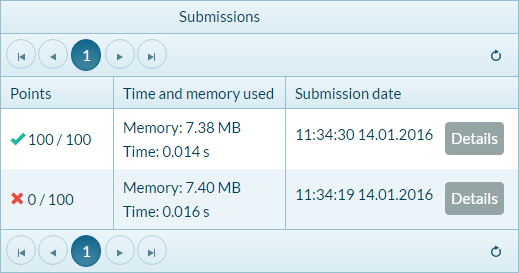 Submissions
1
Points Time and memory used Submission date
100 / 100 Memory: 7.38 MB 11:34:30 14.01.2016 Details
Time: 0.014 s
0 / 100 Memory: 7.40 MB 11:34:19 14.01.2016 Details
Time: 0.016 s
1